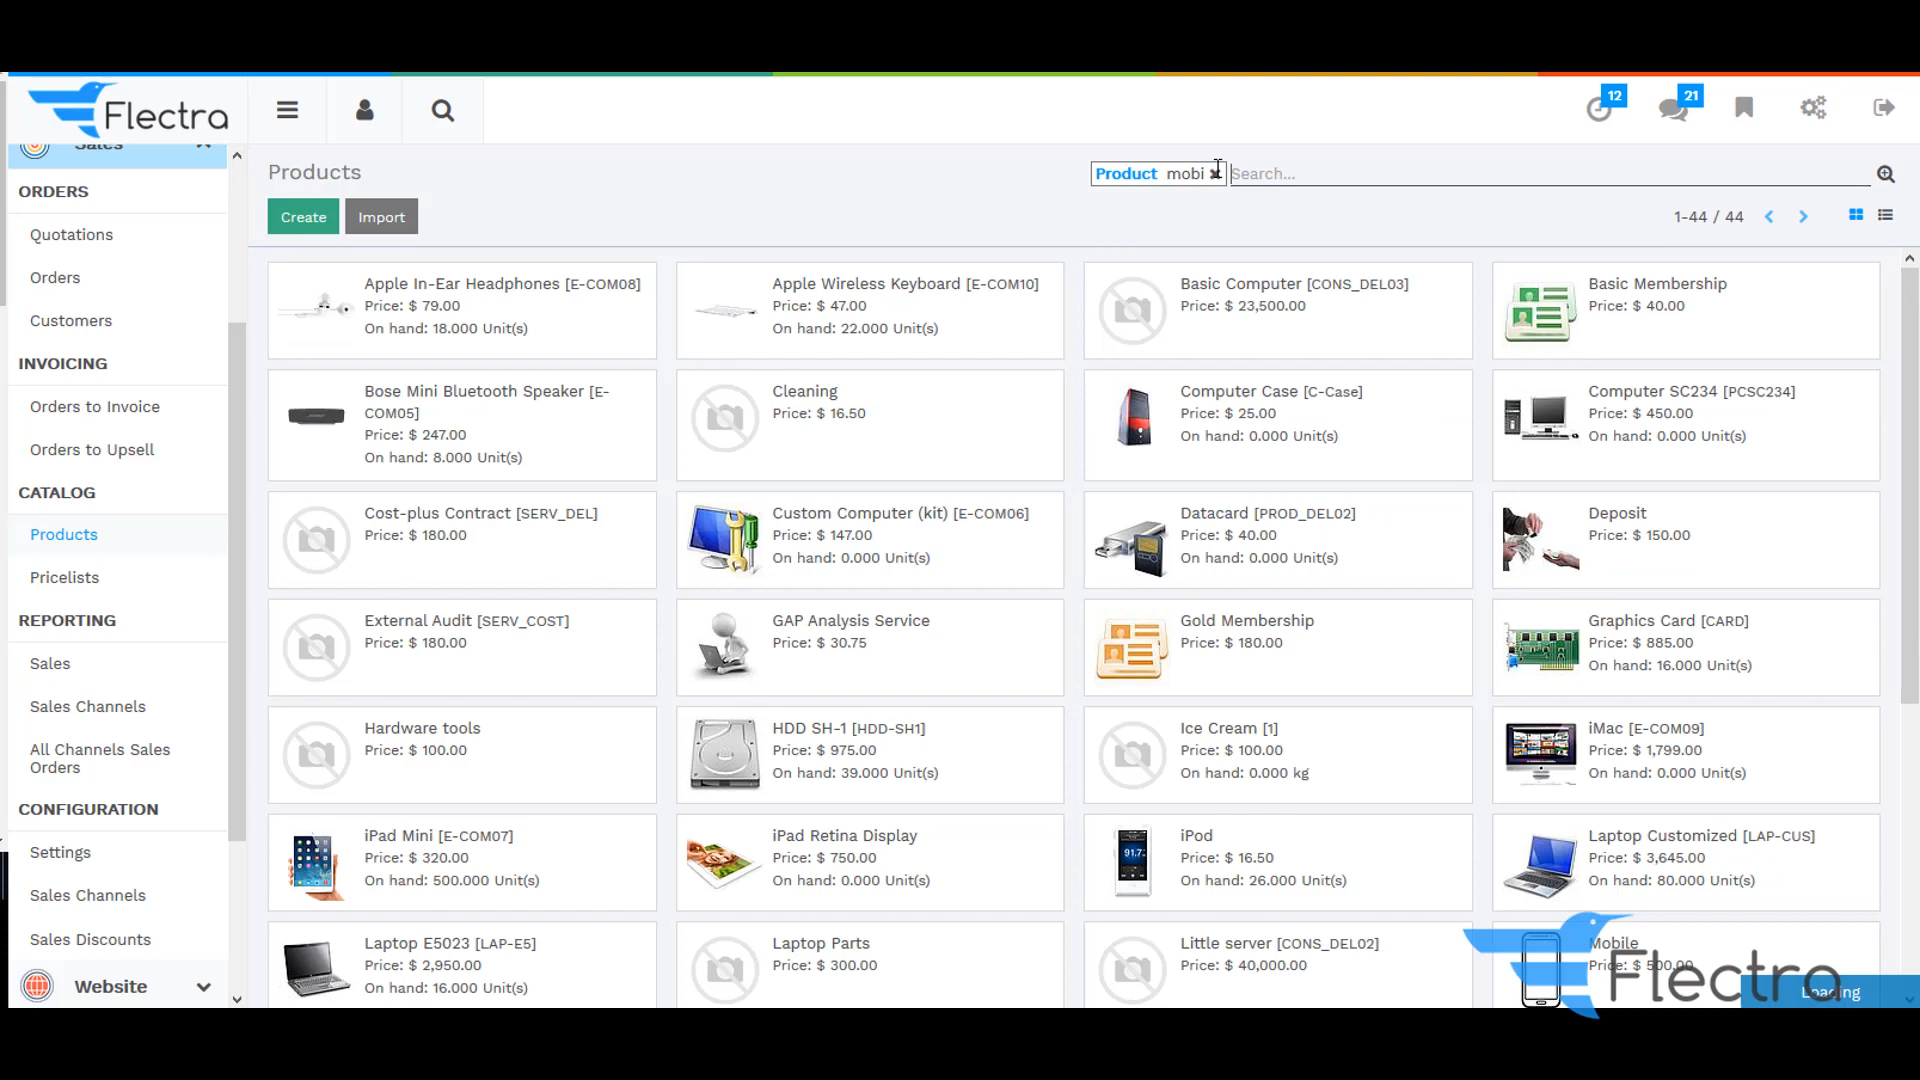 Flectra
12
21
Sales
ORDERS
Quotations
Orders
Customers
INVOICING
Orders to Invoice
Orders to Upsell
CATALOG
Products
Pricelists
REPORTING
Sales
Sales Channels
All Channels Sales
Orders
CONFIGURATION
Settings
Sales Channels
Sales Discounts
Website
Products
Product mobi Search...
Create Import
1-44 / 44
Apple In-Ear Headphones [E-COM08]
Price: $ 79.00
On hand: 18.000 Unit(s)
Apple Wireless Keyboard [E-COM10]
Price: $ 47.00
On hand: 22.000 Unit(s)
Basic Computer [CONS_DEL03]
Price: $ 23,500.00
Basic Membership
Price: $ 40.00
Bose Mini Bluetooth Speaker [E-
COM05]
Price: $ 247.00
On hand: 8.000 Unit(s)
Cleaning
Price: $ 16.50
Computer Case [C-Case]
Price: $ 25.00
On hand: 0.000 Unit(s)
Computer SC234 [PCSC234]
Price: $ 450.00
On hand: 0.000 Unit(s)
Cost-plus Contract [SERV_DEL]
Price: $ 180.00
Custom Computer (kit) [E-COM06]
Price: $ 147.00
On hand: 0.000 Unit(s)
Datacard [PROD_DEL02]
Price: $ 40.00
On hand: 0.000 Unit(s)
Deposit
Price: $ 150.00
External Audit [SERV_COST]
Price: $ 180.00
GAP Analysis Service
Price: $ 30.75
Gold Membership
Price: $ 180.00
Graphics Card [CARD]
Price: $ 885.00
On hand: 16.000 Unit(s)
Hardware tools
Price: $ 100.00
HDD SH-1 [HDD-SH1]
Price: $ 975.00
On hand: 39.000 Unit(s)
Ice Cream [1]
Price: $ 100.00
On hand: 0.000 kg
iMac [E-COM09]
Price: $ 1,799.00
On hand: 0.000 Unit(s)
iPad Mini [E-COM07]
Price: $ 320.00
On hand: 500.000 Unit(s)
iPad Retina Display
Price: $ 750.00
On hand: 0.000 Unit(s)
iPod
Price: $ 16.50
On hand: 26.000 Unit(s)
Laptop Customized [LAP-CUS]
Price: $ 3,645.00
On hand: 80.000 Unit(s)
Laptop E5023 [LAP-E5]
Price: $ 2,950.00
On hand: 16.000 Unit(s)
Laptop Parts
Price: $ 300.00
Little server [CONS_DEL02]
Price: $ 40,000.00
Mobile
Price: $ 500.00
Flectra
Loading